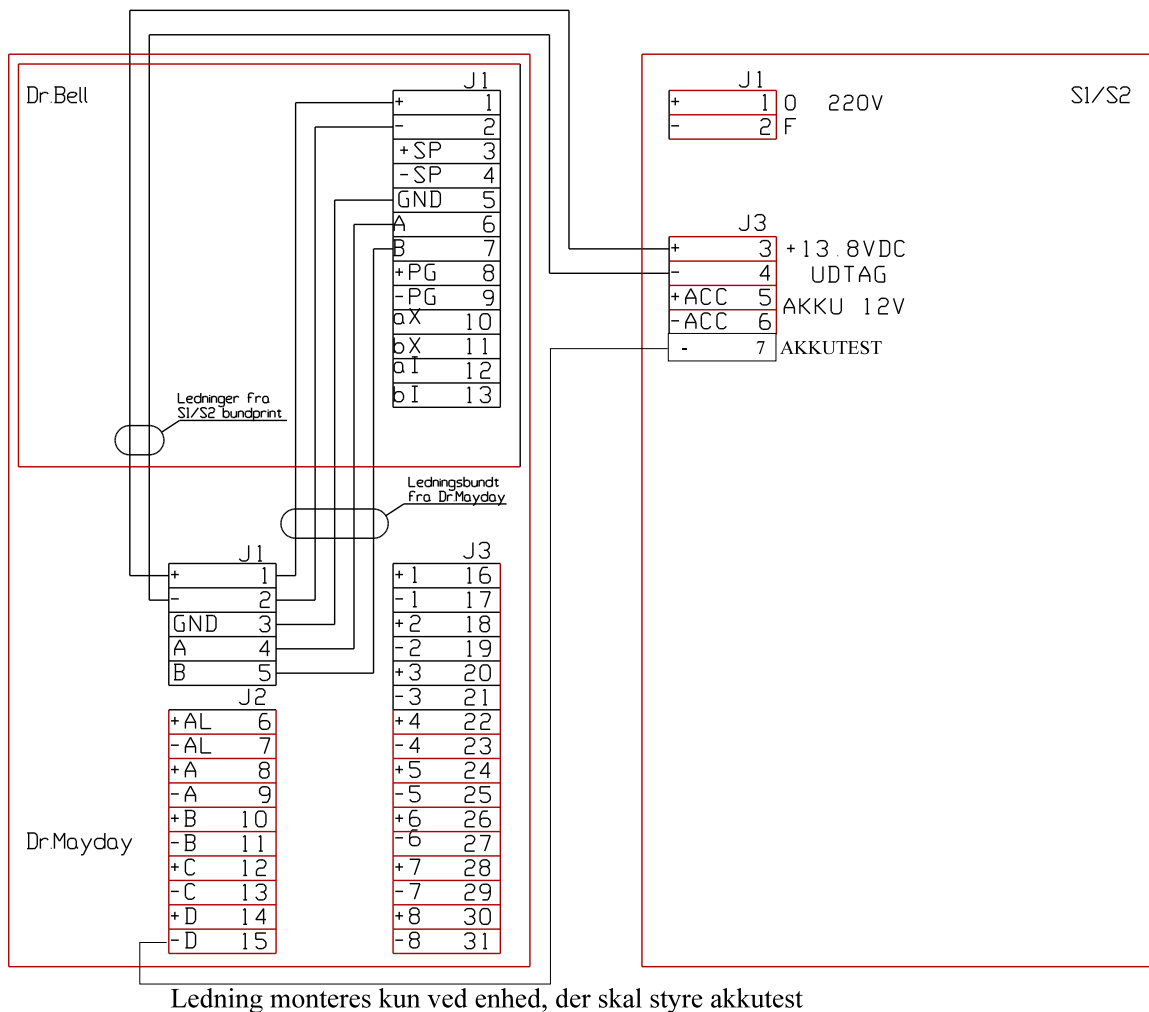 Dr.Bell
J1
+ 1
- 2
+SP 3
-SP 4
GND 5
A 6
B 7
+PG 8
-PG 9
aX 10
bX 11
aI 12
bI 13
Ledninger fra
S1/S2 bundprint
Ledningsbundt
fra Dr.Mayday
J1
+ 1
- 2
GND 3
A 4
B 5
J2
+AL 6
-AL 7
+A 8
-A 9
+B 10
-B 11
+C 12
-C 13
+D 14
-D 15
Dr.Mayday
J3
+1 16
-1 17
+2 18
-2 19
+3 20
-3 21
+4 22
-4 23
+5 24
-5 25
+6 26
-6 27
+7 28
-7 29
+8 30
-8 31
S1/S2
J1
+ 1 0 220V
- 2 F
J3
+ 3 +13.8VDC
- 4 UDTAG
+ACC 5 AKKU 12V
-ACC 6
- 7 AKKUTEST
Ledning monteres kun ved enhed, der skal styre akkutest